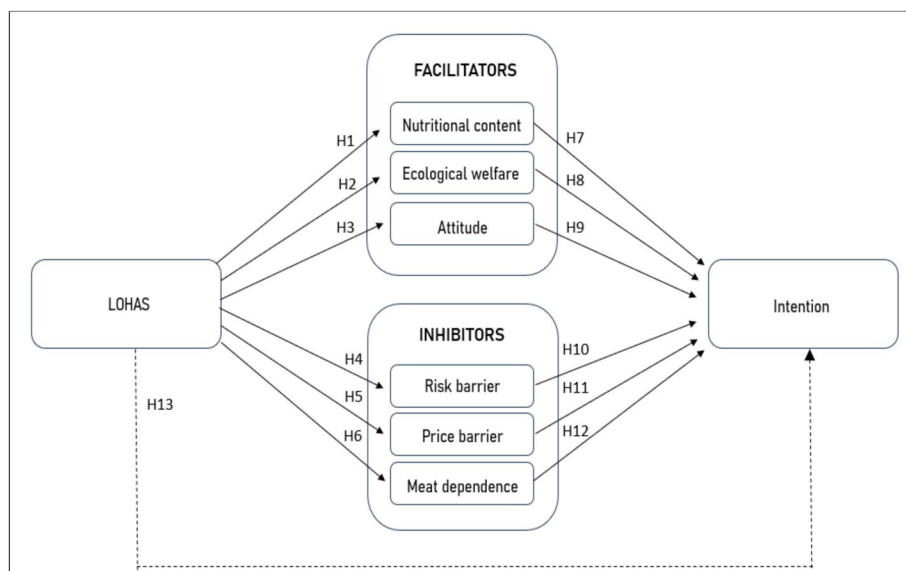 FACILITATORS
Nutritional content
Ecological welfare
Attitude
H1
H2
H3
H7
H8
H9
LOHAS
Intention
INHIBITORS
Risk barrier
Price barrier
Meat dependence
H4
H5
H6
H10
H11
H12
H13